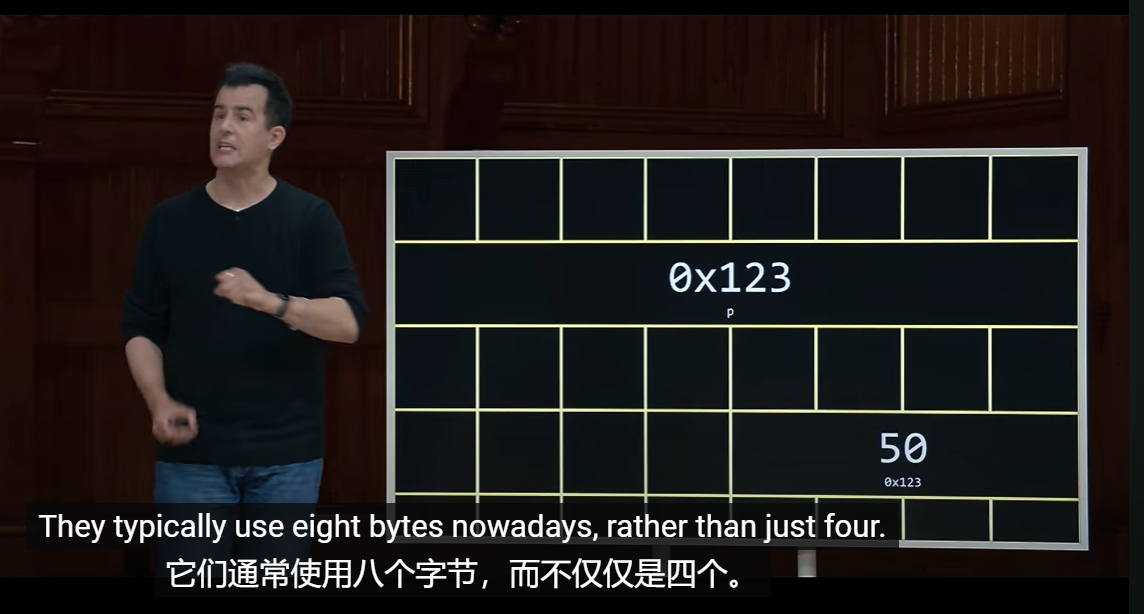 0x123
p
50
0x123
They typically use eight bytes nowadays, rather than just four.
它们通常使用八个字节，而不仅仅是四个。